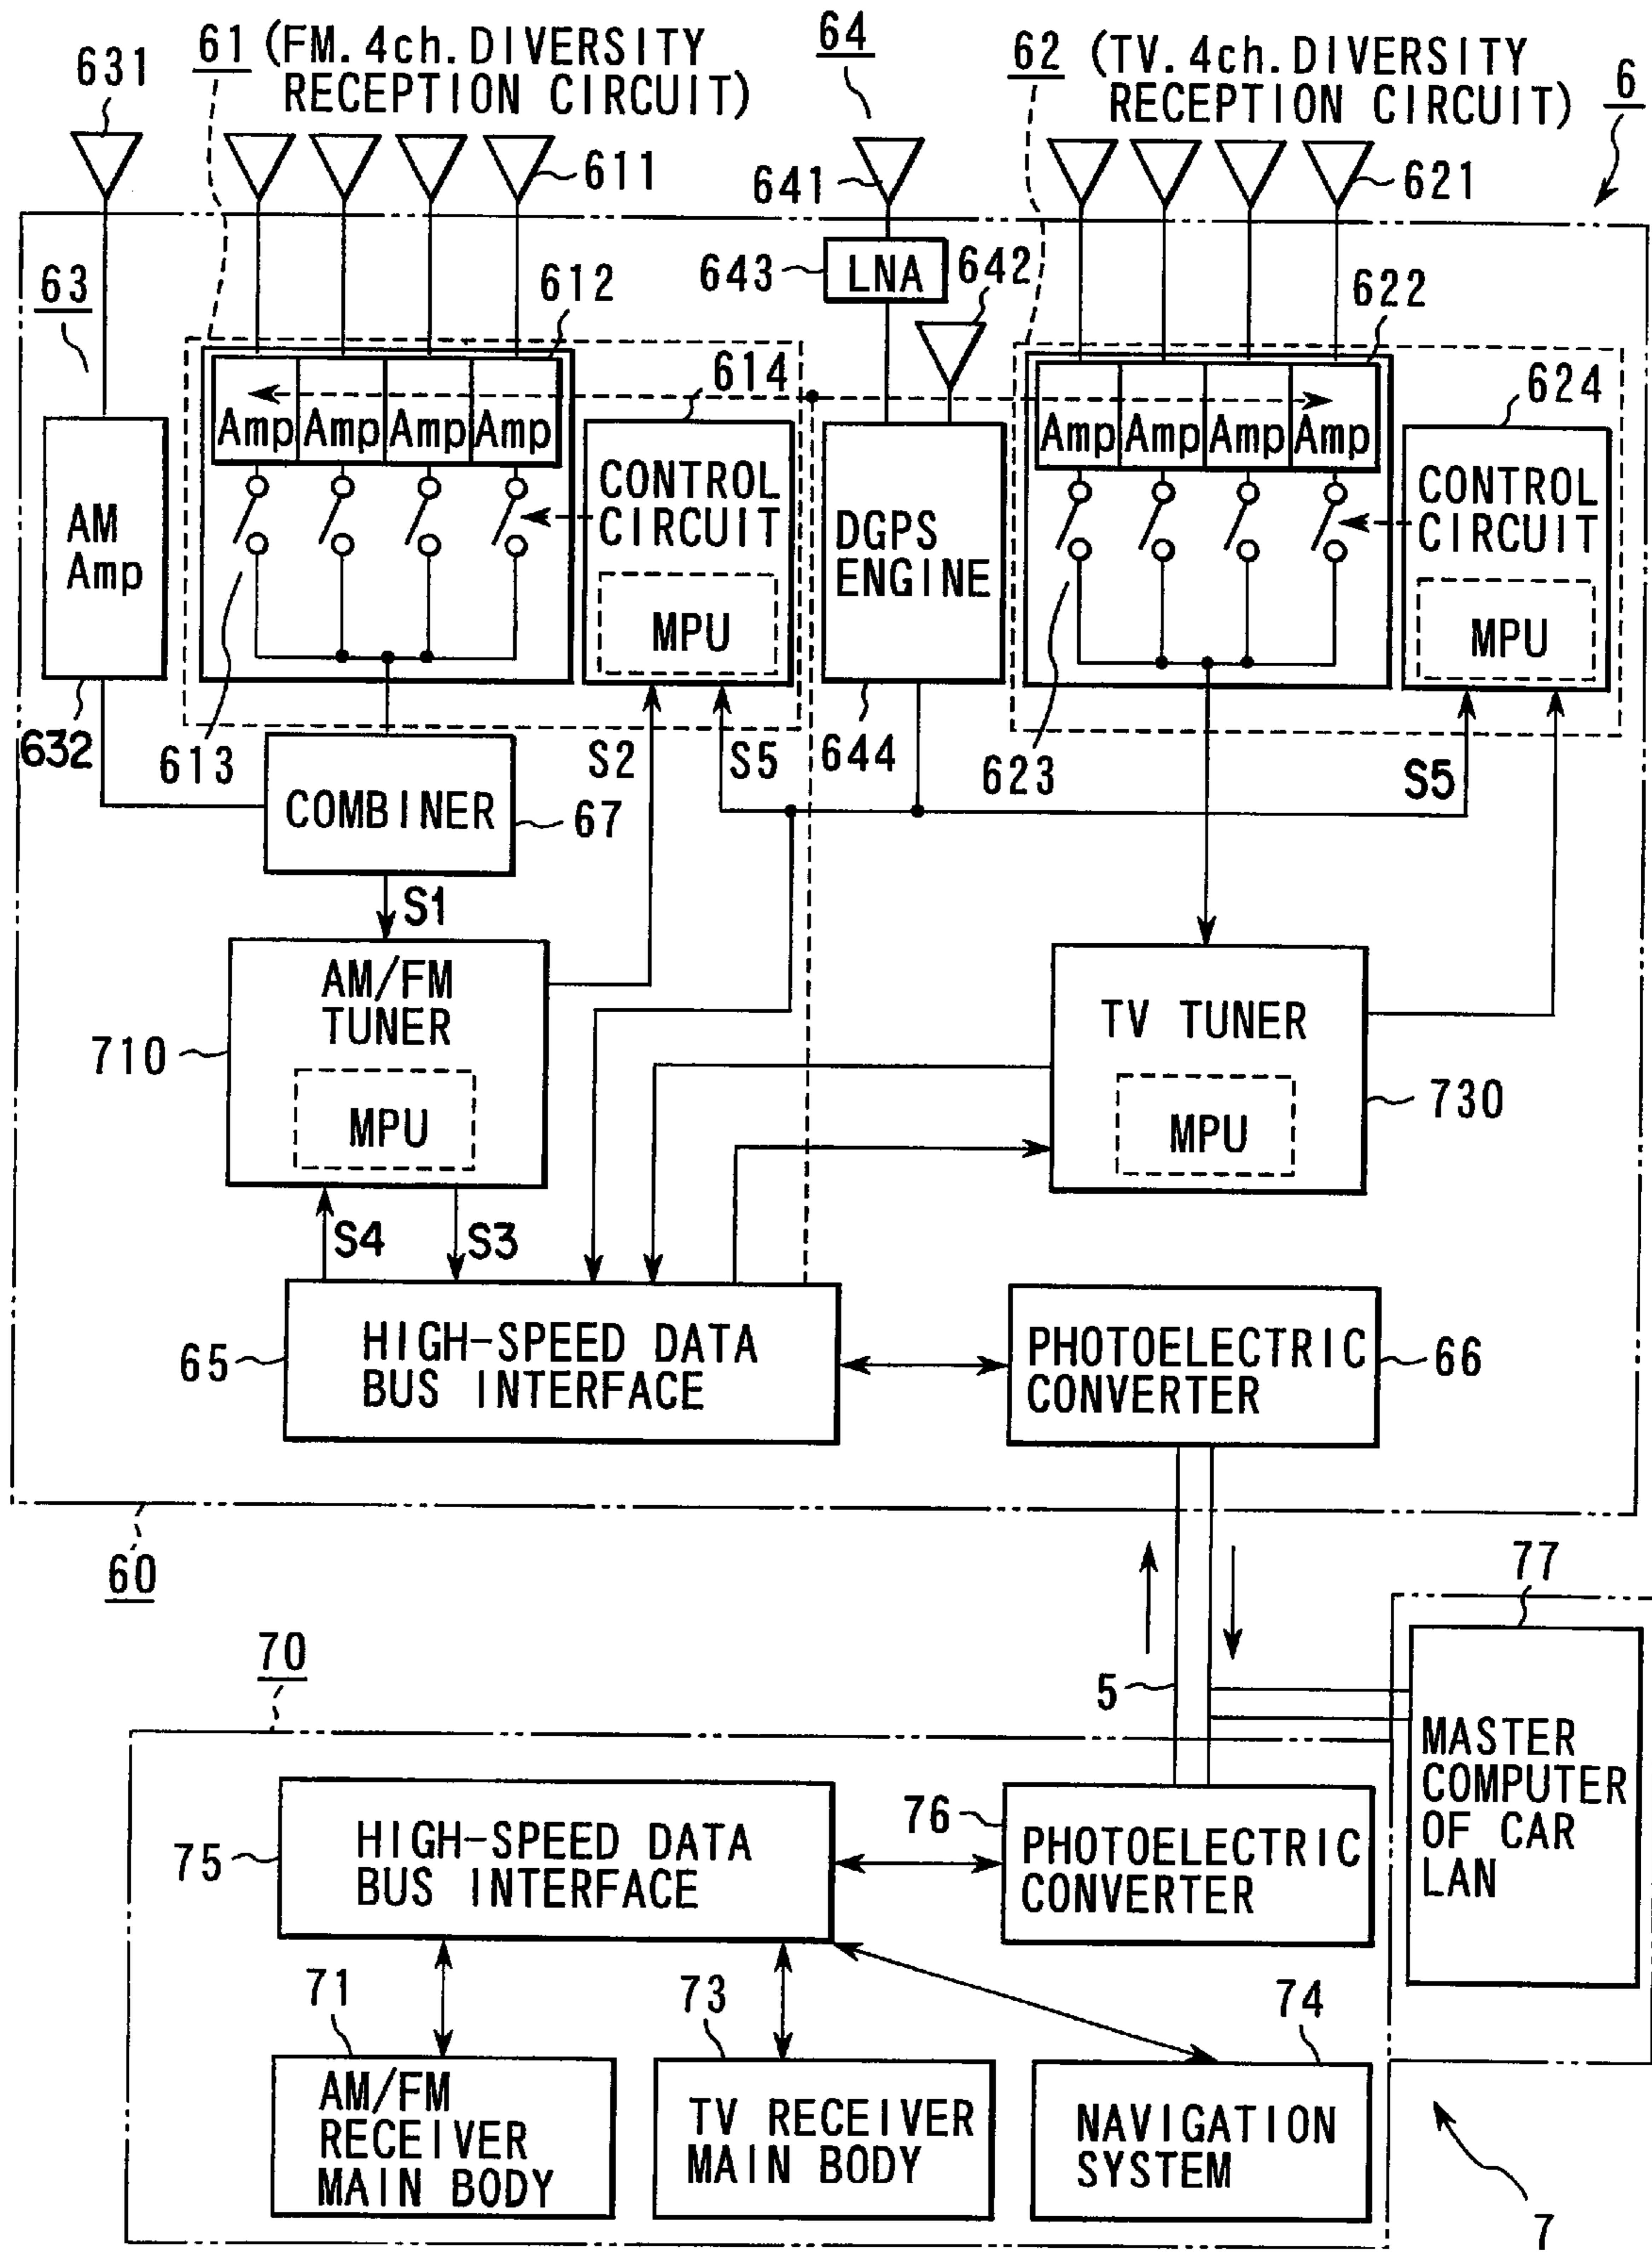 631
61 (FM. 4ch. DIVERSITY
RECEPTION CIRCUIT)
64
62 (TV. 4ch. DIVERSITY
RECEPTION CIRCUIT)
6
611
641
621
63
612
643
LNA
642
622
614
624
Amp Amp Amp Amp
Amp Amp Amp Amp
AM
Amp
CONTROL
CIRCUIT
MPU
DGPS
ENGINE
CONTROL
CIRCUIT
MPU
632
613
S2
S5
644
623
S5
COMBINER
67
S1
AM/FM
TUNER
MPU
710
TV TUNER
MPU
730
S4
S3
65
HIGH-SPEED DATA
BUS INTERFACE
PHOTOELECTRIC
CONVERTER
66
60
77
70
5
MASTER
COMPUTER
OF CAR
LAN
75
HIGH-SPEED DATA
BUS INTERFACE
76
PHOTOELECTRIC
CONVERTER
71
73
74
AM/FM
RECEIVER
MAIN BODY
TV RECEIVER
MAIN BODY
NAVIGATION
SYSTEM
7